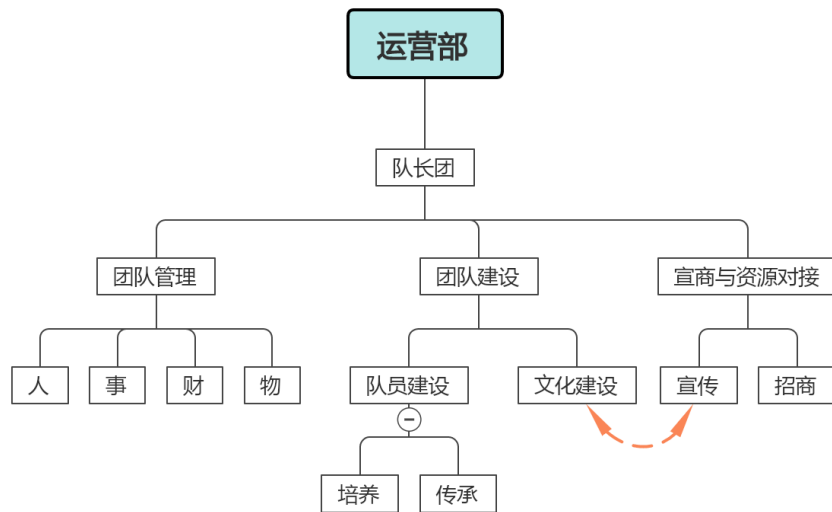 运营部
队长团
团队管理
团队建设
宣商与资源对接
人
事
财
物
队员建设
文化建设
宣传
招商
培养
传承